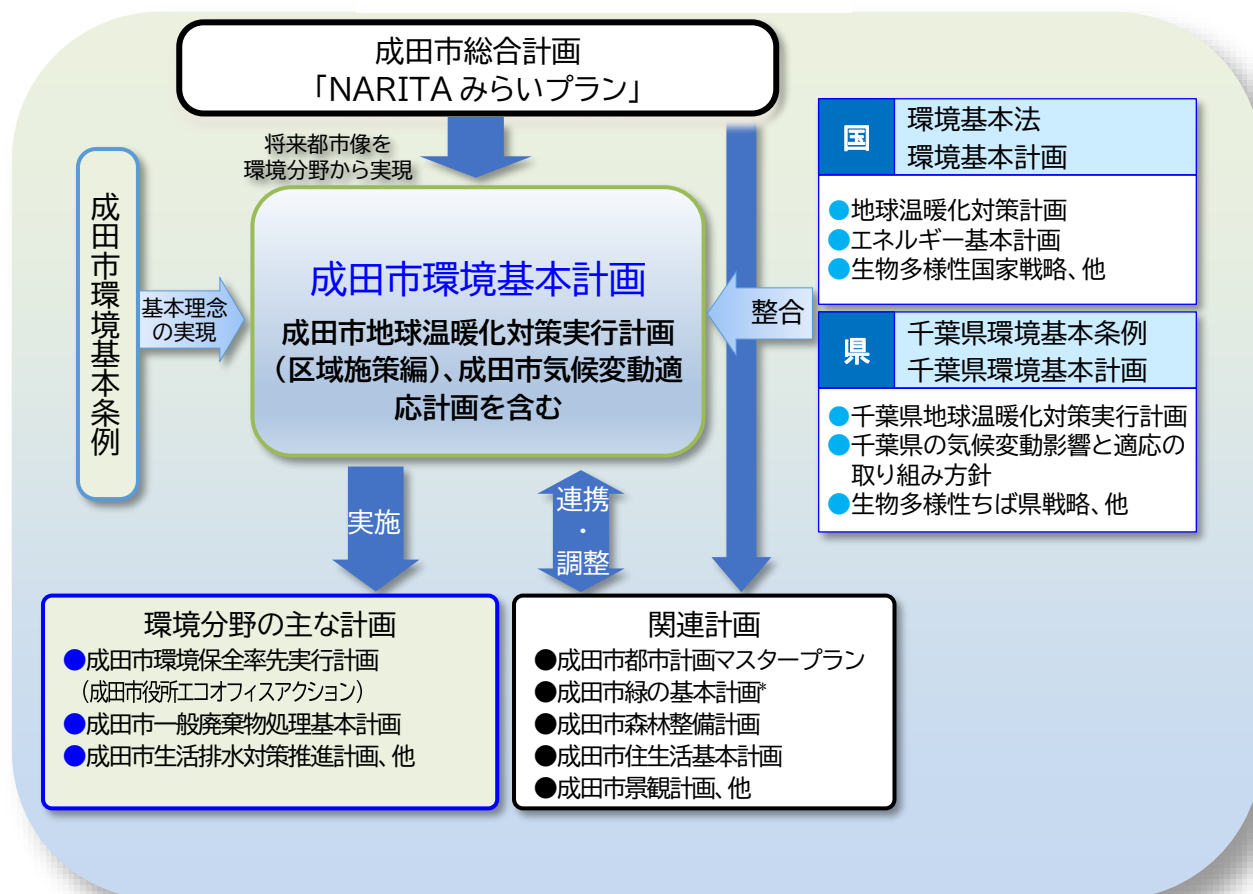 成田市総合計画
「NARITAみらいプラン」
将来都市像を
環境分野から実現
成田市環境基本条例
基本理念
の実現
成田市環境基本計画
成田市地球温暖化対策実行計画
（区域施策編）、成田市気候変動適
応計画を含む
整合
国
環境基本法
環境基本計画
●地球温暖化対策計画
●エネルギー基本計画
●生物多様性国家戦略、他
県
千葉県環境基本条例
千葉県環境基本計画
●千葉県地球温暖化対策実行計画
●千葉県の気候変動影響と適応の
取り組み方針
●生物多様性ちば県戦略、他
実施
連携
・
調整
環境分野の主な計画
●成田市環境保全率先実行計画
（成田市役所エコオフィスアクション）
●成田市一般廃棄物処理基本計画
●成田市生活排水対策推進計画、他
関連計画
●成田市都市計画マスタープラン
●成田市緑の基本計画*
●成田市森林整備計画
●成田市住生活基本計画
●成田市景観計画、他